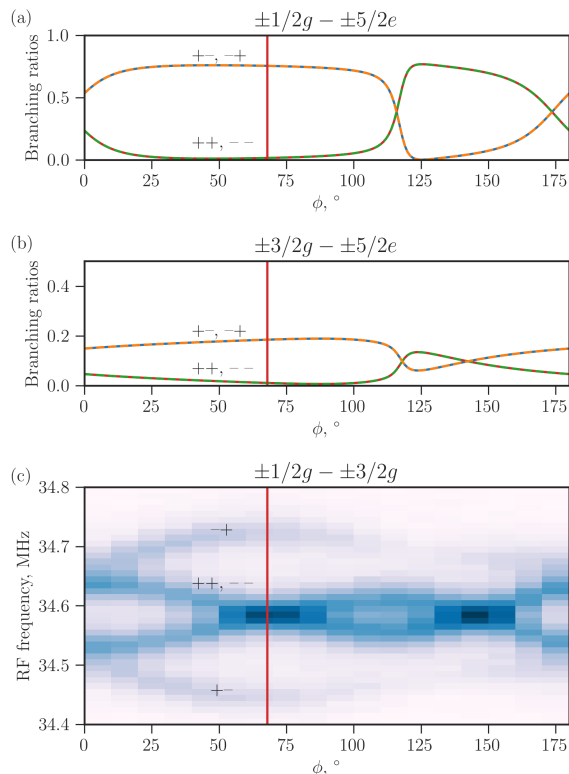 (a)
±1/2g − ±5/2e
Branching ratios
1.0
0.5
0.0
+−, −+
++, −−
0 25 50 75 100 125 150 175
ϕ, °
(b)
±3/2g − ±5/2e
Branching ratios
0.4
0.2
0.0
+−, −+
++, −−
0 25 50 75 100 125 150 175
ϕ, °
(c)
±1/2g − ±3/2g
RF frequency, MHz
34.8
34.7
34.6
34.5
34.4
−+
++, −−
+−
0 25 50 75 100 125 150 175
ϕ, °